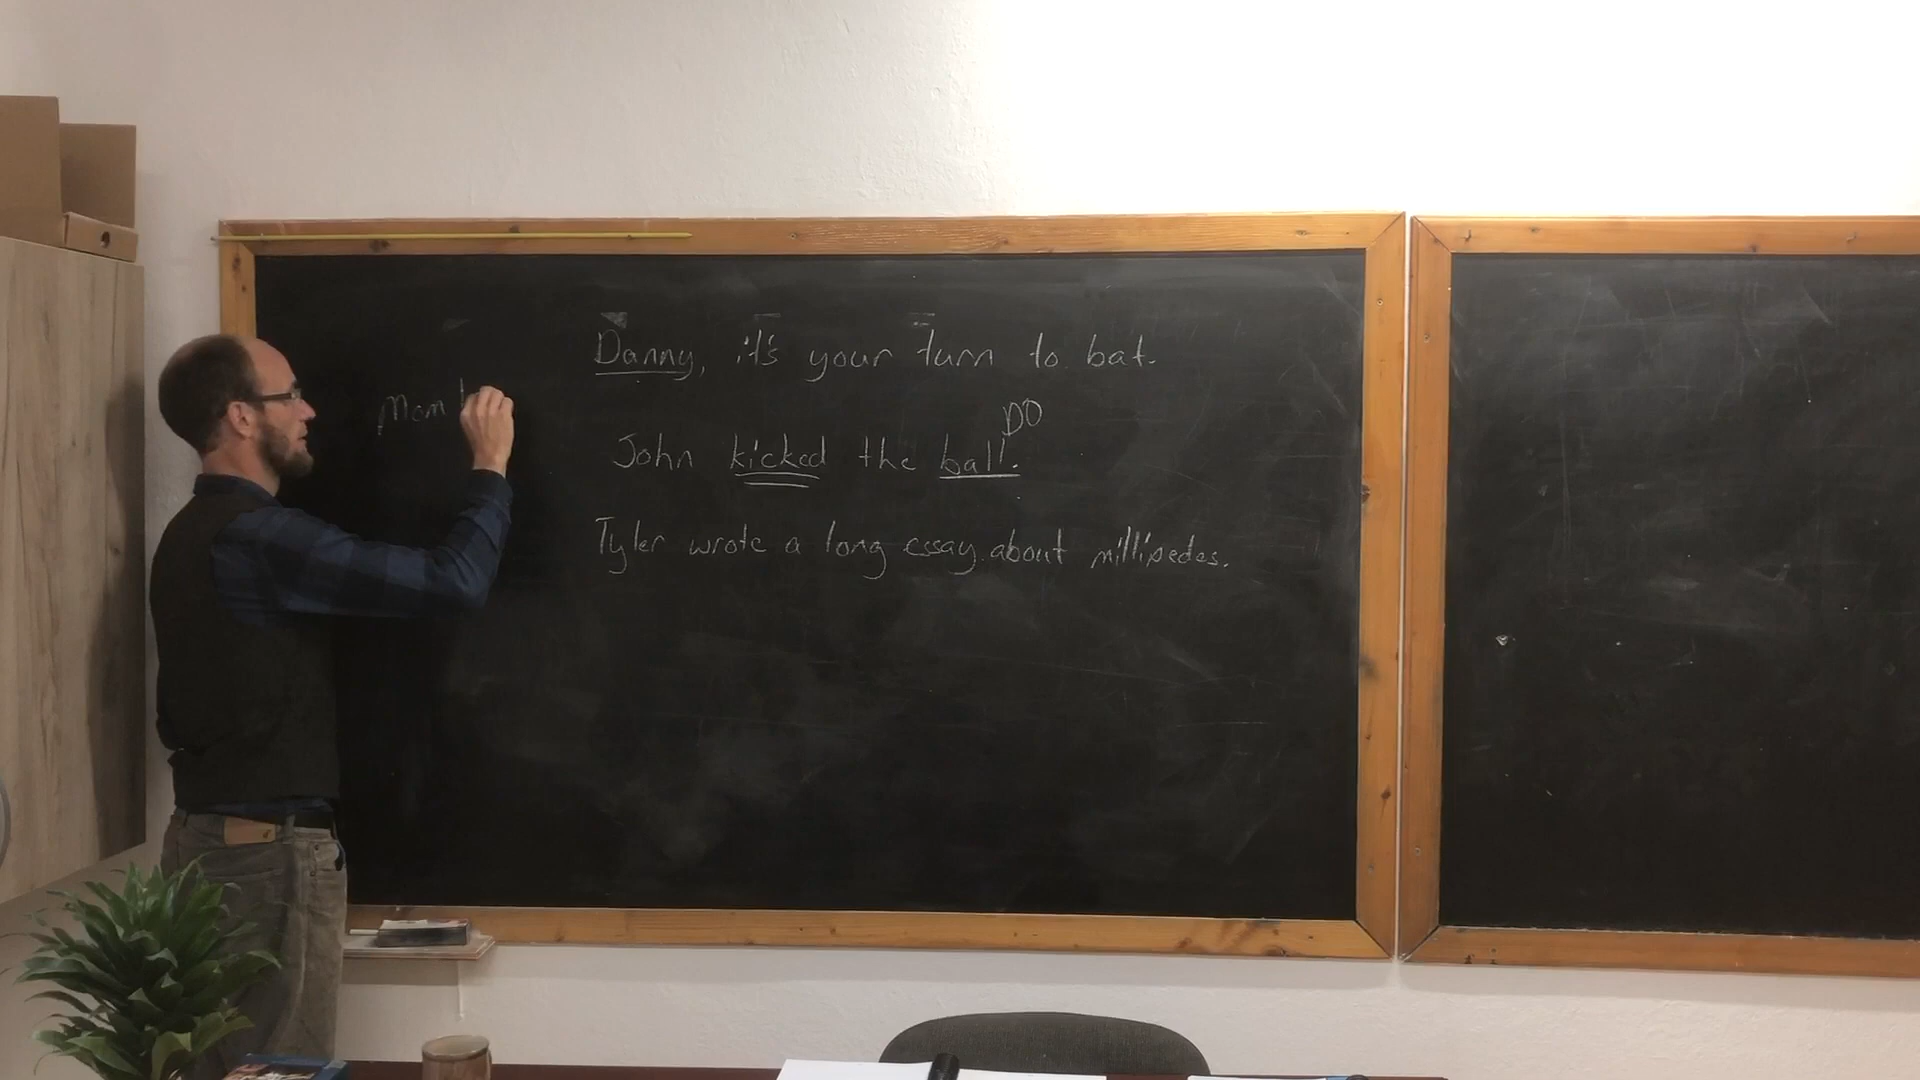 Danny, it's your turn to bat.
Mom
DO
John kicked the ball.
Tyler wrote a long essay about millipedes.